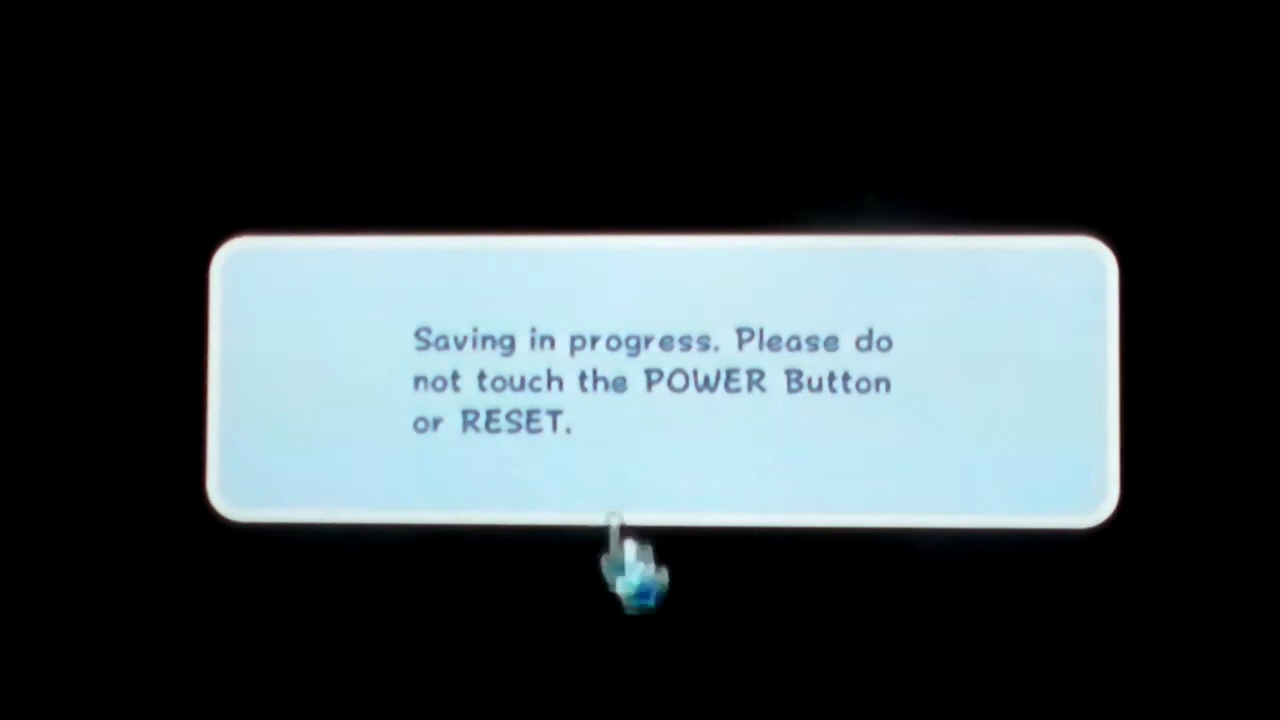 Saving in progress. Please do
not touch the POWER Button
or RESET.